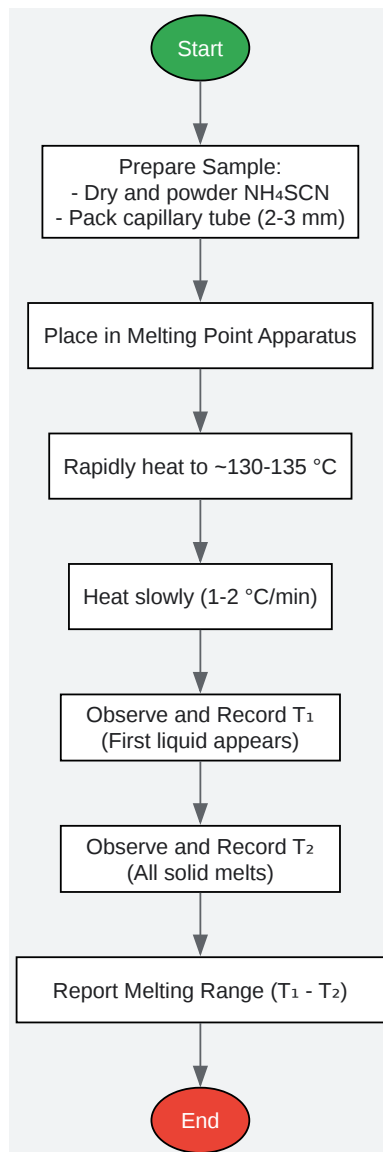 Start
Prepare Sample:
- Dry and powder NH₄SCN
- Pack capillary tube (2-3 mm)
Place in Melting Point Apparatus
Rapidly heat to ~130-135 °C
Heat slowly (1-2 °C/min)
Observe and Record T₁
(First liquid appears)
Observe and Record T₂
(All solid melts)
Report Melting Range (T₁ - T₂)
End